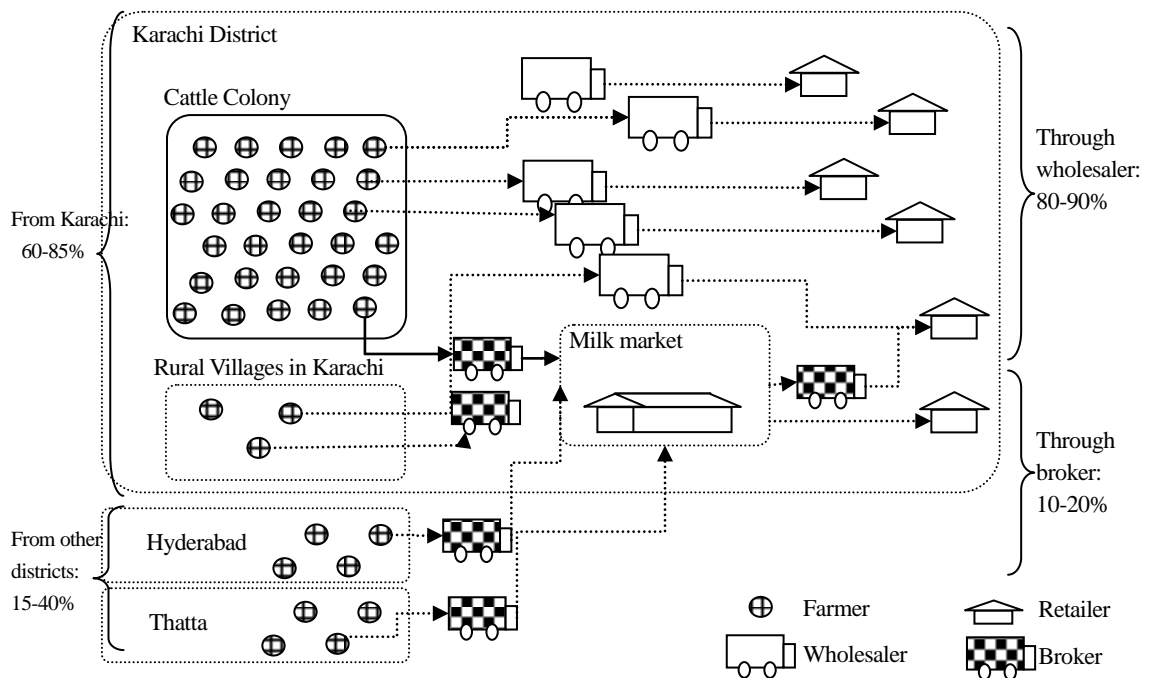 Karachi District
Cattle Colony
From Karachi:
60-85%
Through
wholesaler:
80-90%
Milk market
Rural Villages in Karachi
Through
broker:
10-20%
From other
districts:
15-40%
Hyderabad
Thatta
Farmer
Retailer
Wholesaler
Broker